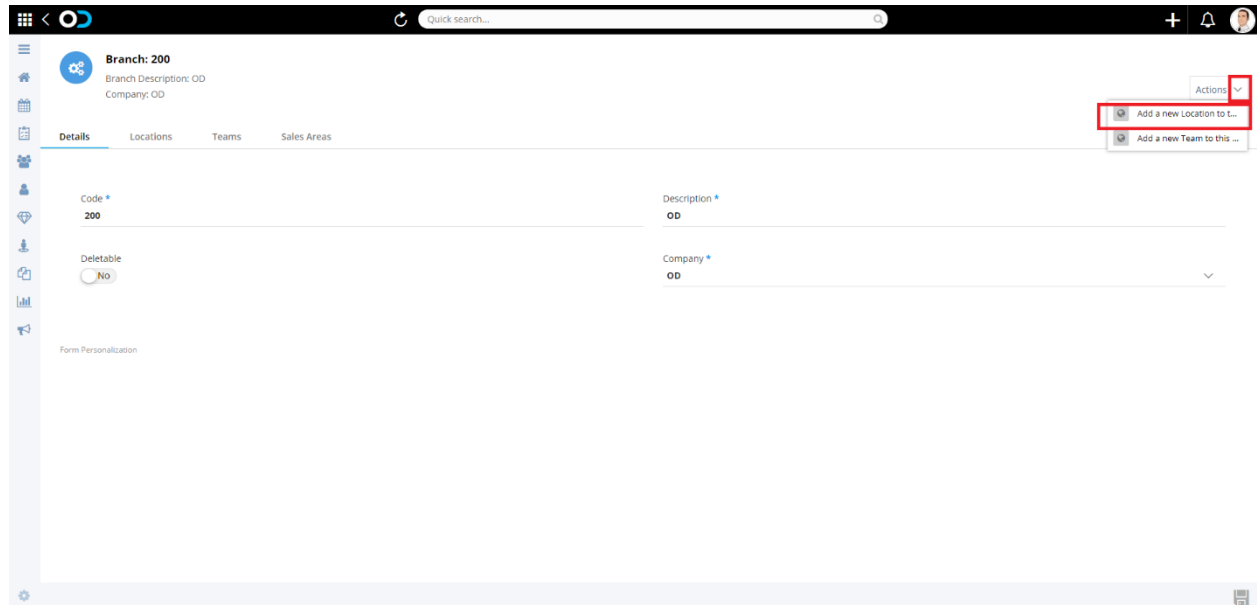 OD
Quick search...
Branch: 200
Branch Description: OD
Company: OD
Actions
Add a new Location to t...
Add a new Team to this ...
Details
Locations
Teams
Sales Areas
Code *
200
Description *
OD
Deletable
No
Company *
OD
Form Personalization